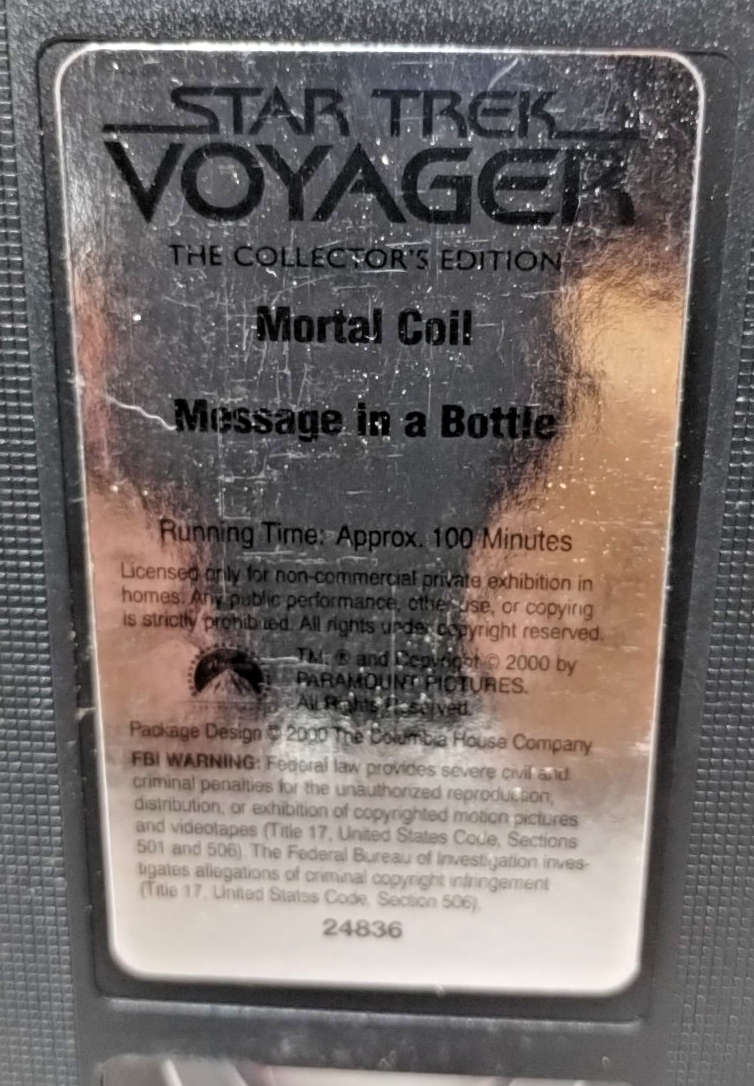 STAR TREK
VOYAGER
THE COLLECTOR'S EDITION
Mortal Coil
Message in a Bottle
Running Time: Approx. 100 Minutes
Licensed only for non-commercial private exhibition in
homes. Any public performance, other use, or copying
is strictly prohibited. All rights under copyright reserved.
TM, ® and Copyright © 2000 by
PARAMOUNT PICTURES.
All Rights Reserved.
Package Design © 2000 The Columbia House Company
FBI WARNING: Federal law provides severe civil and
criminal penalties for the unauthorized reproduction,
distribution, or exhibition of copyrighted motion pictures
and videotapes (Title 17, United States Code, Sections
501 and 506). The Federal Bureau of Investigation inves-
tigates allegations of criminal copyright infringement
(Title 17, United States Code, Section 506).
24836